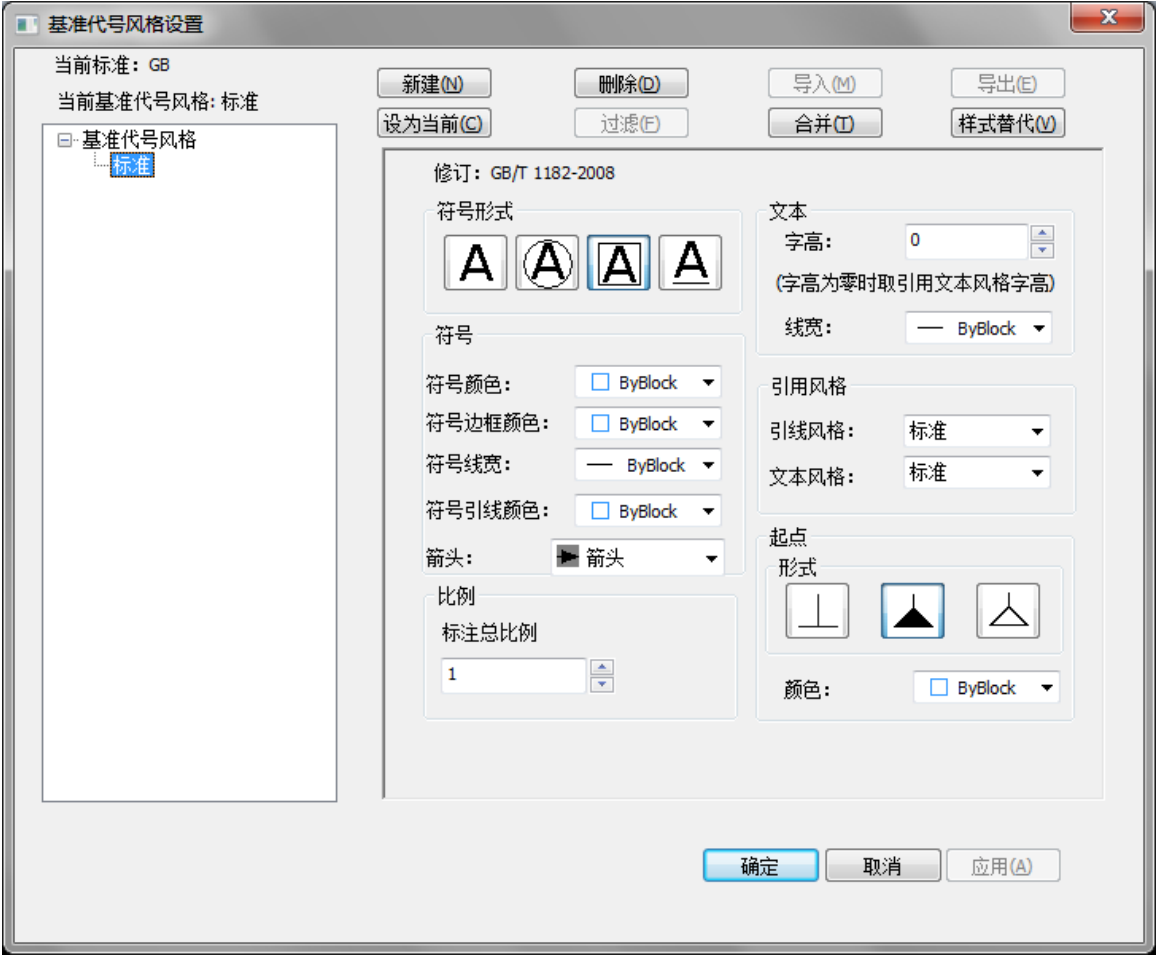 基准代号风格设置
当前标准: GB
当前基准代号风格: 标准
新建(N) 删除(D) 导入(M) 导出(E)
设为当前(C) 过滤(F) 合并(T) 样式替代(V)
基准代号风格
标准
修订: GB/T 1182-2008
符号形式
A A A A
符号
符号颜色: ByBlock
符号边框颜色: ByBlock
符号线宽: ByBlock
符号引线颜色: ByBlock
箭头: 箭头
比例
标注总比例
1
文本
字高: 0
(字高为零时取引用文本风格字高)
线宽: ByBlock
引用风格
引线风格: 标准
文本风格: 标准
起点
形式
颜色: ByBlock
确定 取消 应用(A)